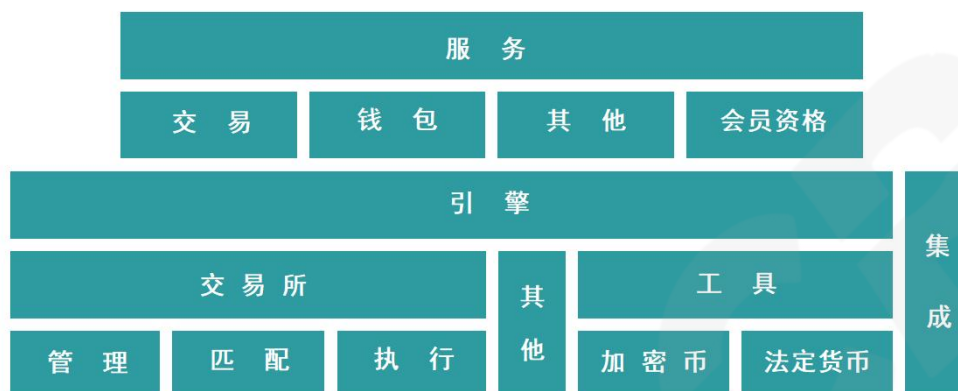 服 务
交 易
钱 包
其 他
会员资格
引 擎
集成
交 易 所
其他
工 具
管 理
匹 配
执 行
加 密 币
法定货币